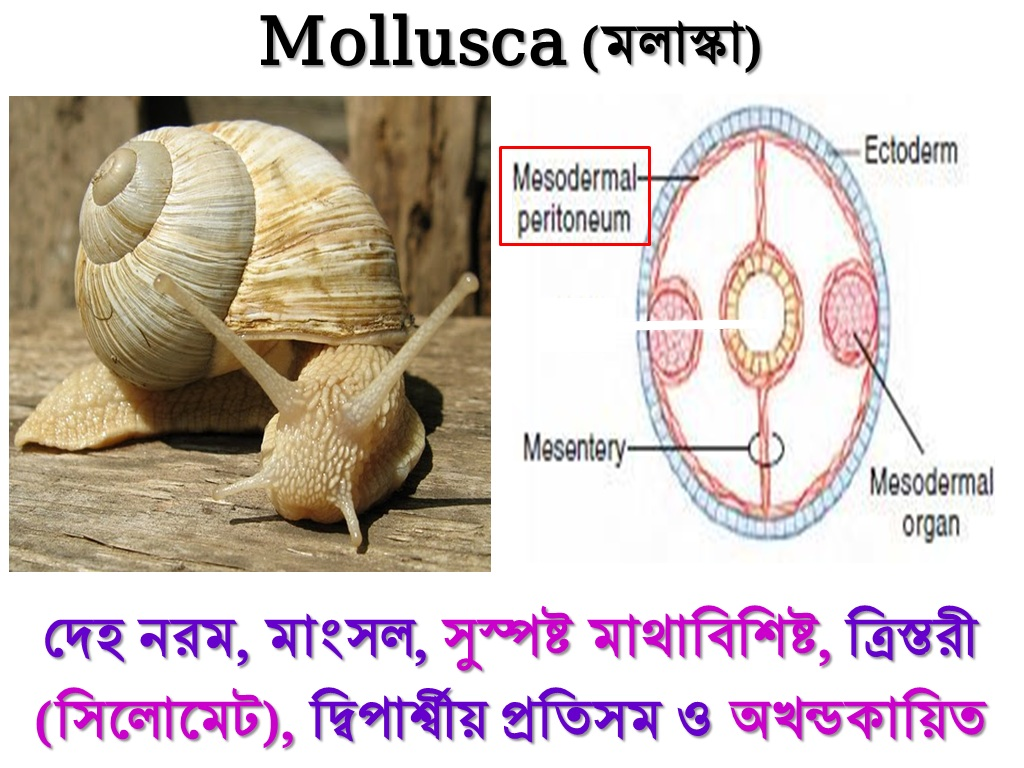 Mollusca (মলাস্কা)
Mesodermal
peritoneum
Ectoderm
Mesentery
Mesodermal
organ
দেহ নরম, মাংসল, সুস্পষ্ট মাথাবিশিষ্ট, ত্রিস্তরী
(সিলোমেট), দ্বিপার্শ্বীয় প্রতিসম ও অখন্ডকায়িত